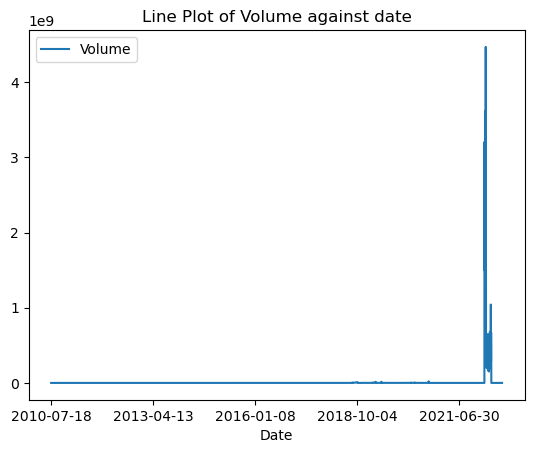 Line Plot of Volume against date
1e9
Volume
4
3
2
1
0
2010-07-18 2013-04-13 2016-01-08 2018-10-04 2021-06-30
Date